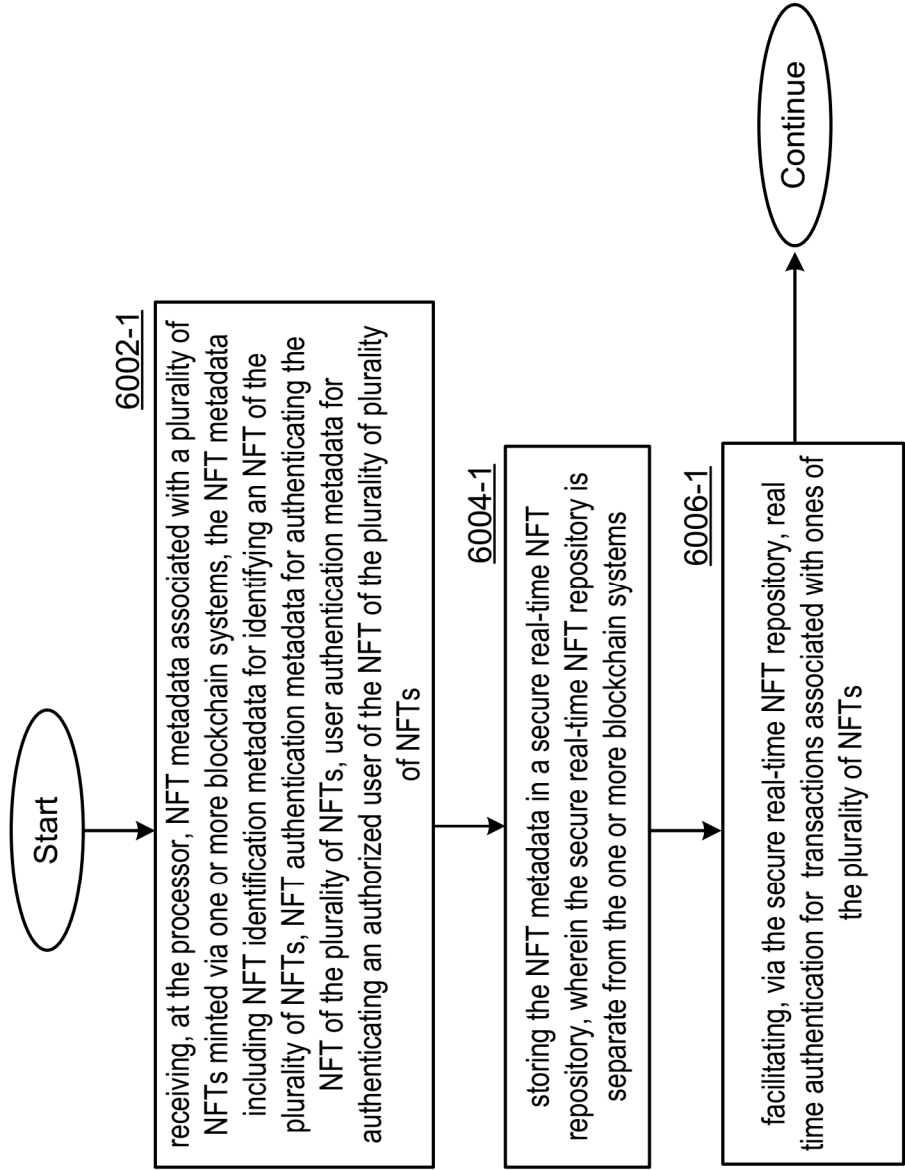 Start
6002-1
receiving, at the processor, NFT metadata associated with a plurality of
NFTs minted via one or more blockchain systems, the NFT metadata
including NFT identification metadata for identifying an NFT of the
plurality of NFTs, NFT authentication metadata for authenticating the
NFT of the plurality of NFTs, user authentication metadata for
authenticating an authorized user of the NFT of the plurality of plurality
of NFTs
6004-1
storing the NFT metadata in a secure real-time NFT
repository, wherein the secure real-time NFT repository is
separate from the one or more blockchain systems
6006-1
facilitating, via the secure real-time NFT repository, real
time authentication for transactions associated with ones of
the plurality of NFTs
Continue